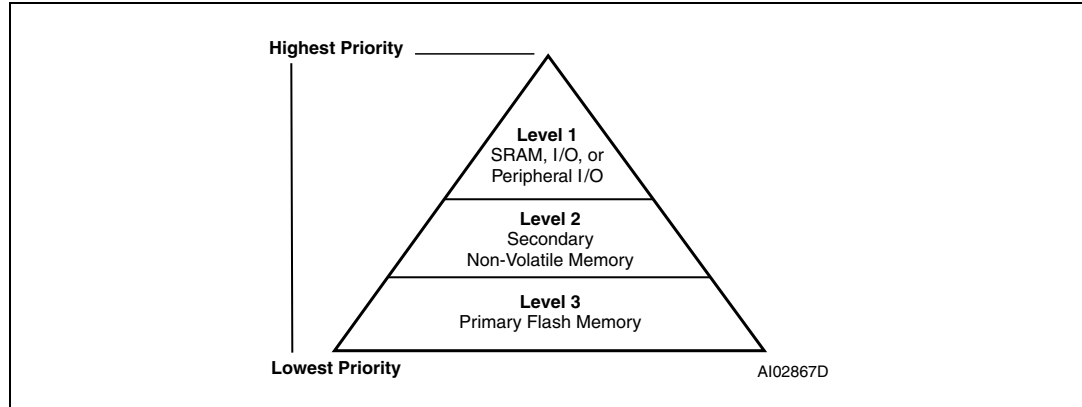 Highest Priority
Level 1
SRAM, I/O, or
Peripheral I/O
Level 2
Secondary
Non-Volatile Memory
Level 3
Primary Flash Memory
Lowest Priority
AI02867D